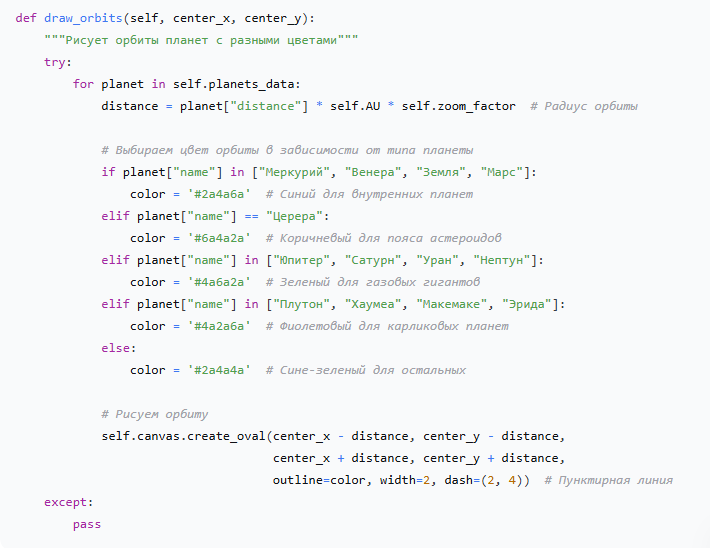 def draw_orbits(self, center_x, center_y):
    """Рисует орбиты планет с разными цветами"""
    try:
        for planet in self.planets_data:
            distance = planet["distance"] * self.AU * self.zoom_factor  # Радиус орбиты

            # Выбираем цвет орбиты в зависимости от типа планеты
            if planet["name"] in ["Меркурий", "Венера", "Земля", "Марс"]:
                color = '#2a4a6a'  # Синий для внутренних планет
            elif planet["name"] == "Церера":
                color = '#6a4a2a'  # Коричневый для пояса астероидов
            elif planet["name"] in ["Юпитер", "Сатурн", "Уран", "Нептун"]:
                color = '#4a6a2a'  # Зеленый для газовых гигантов
            elif planet["name"] in ["Плутон", "Хаумеа", "Макемаке", "Эрида"]:
                color = '#4a2a6a'  # Фиолетовый для карликовых планет
            else:
                color = '#2a4a4a'  # Сине-зеленый для остальных

            # Рисуем орбиту
            self.canvas.create_oval(center_x - distance, center_y - distance,
                                    center_x + distance, center_y + distance,
                                    outline=color, width=2, dash=(2, 4))  # Пунктирная линия
    except:
        pass